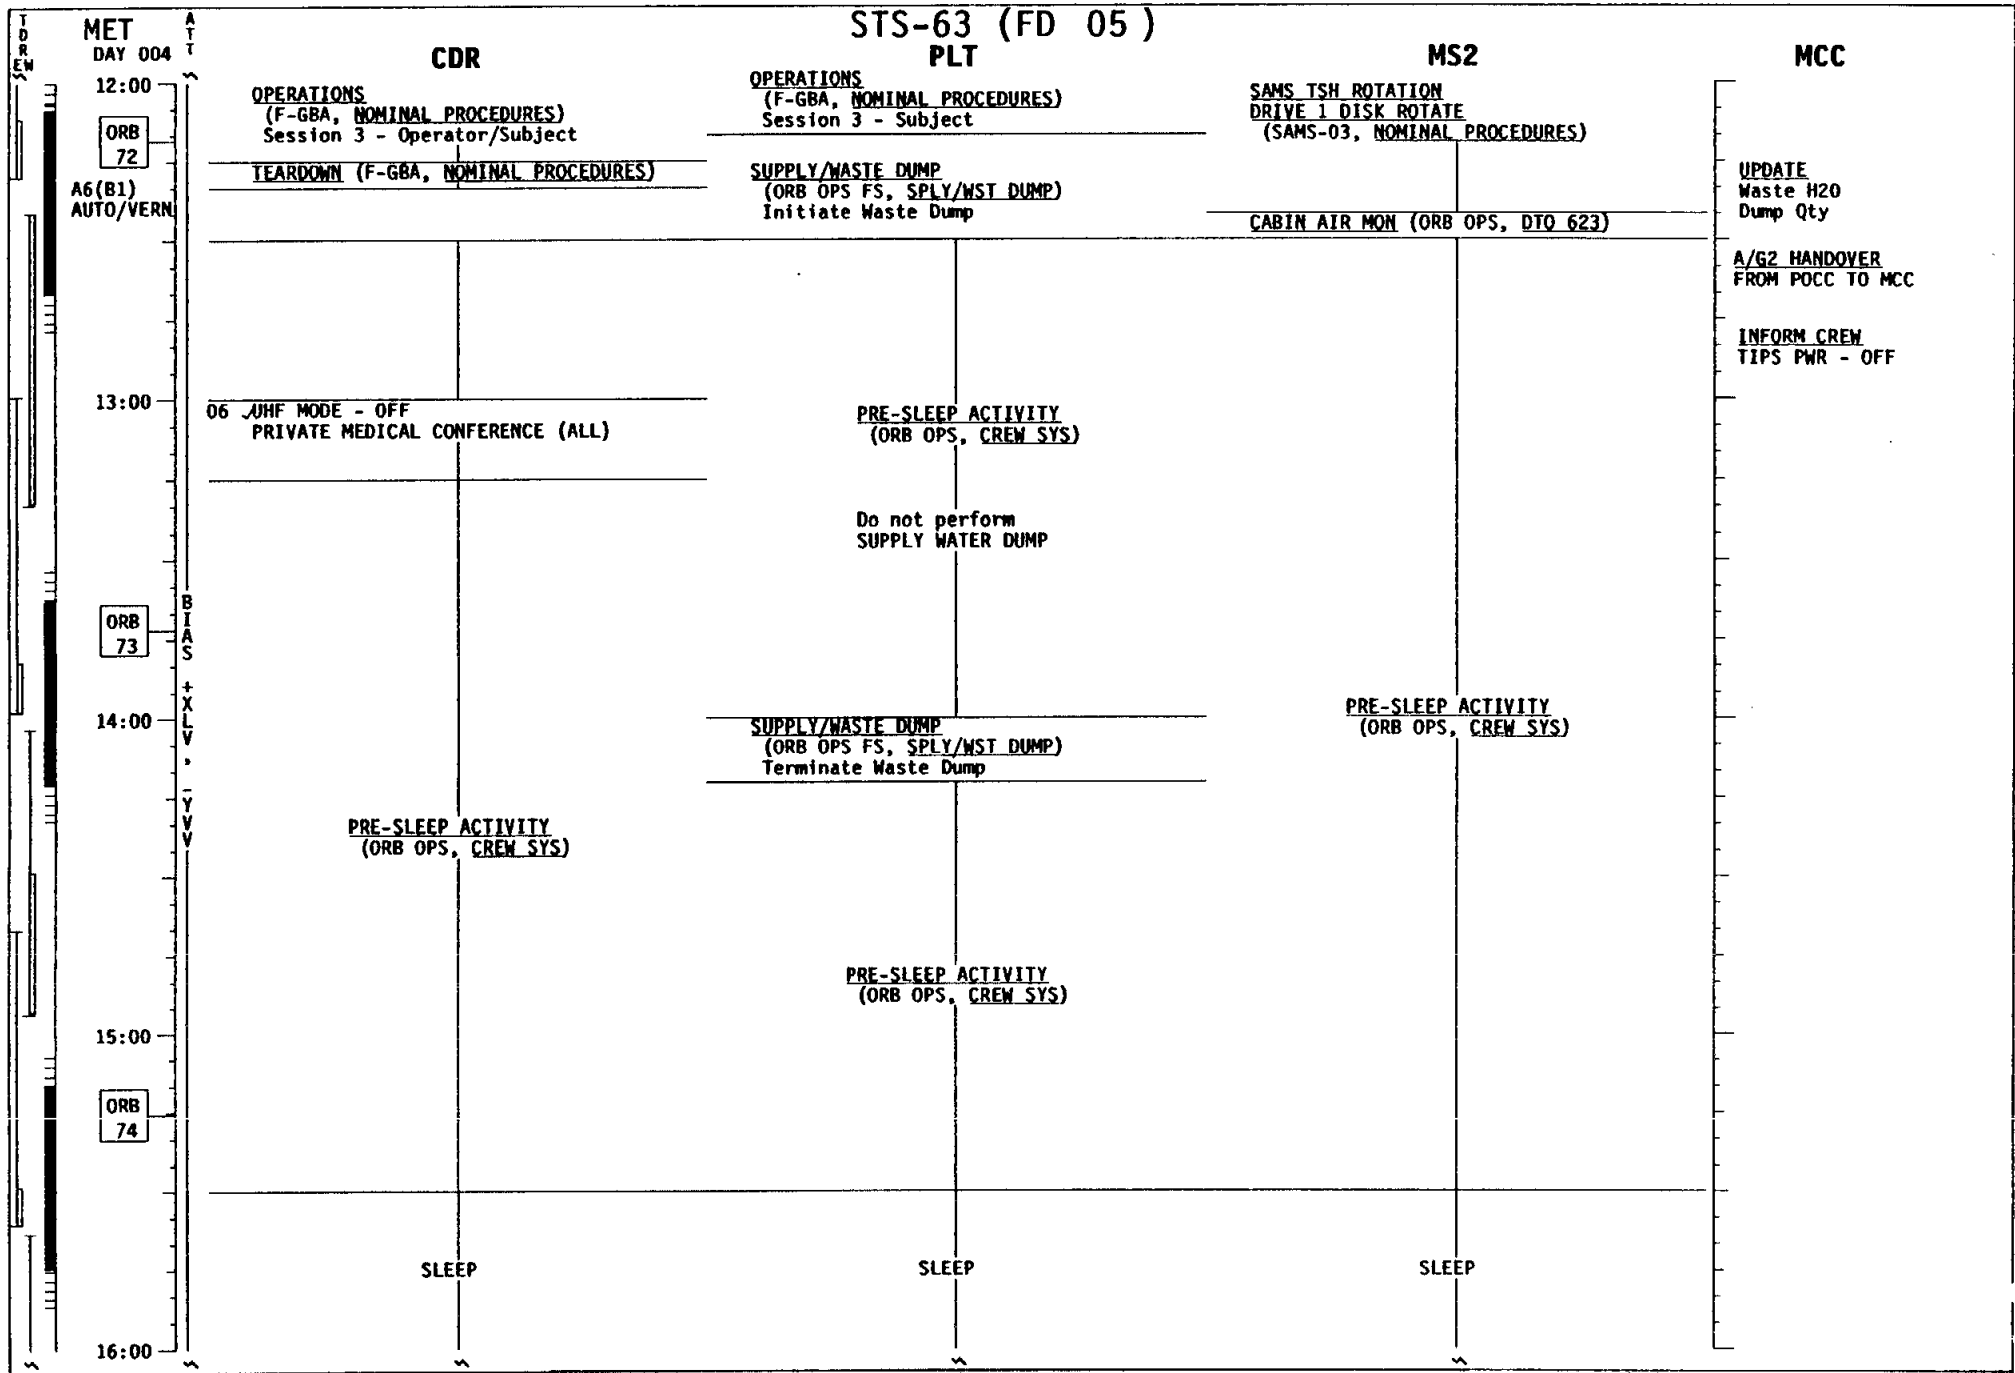 STS-63 (FD 05)
TDREW
MET
DAY 004
ATT
CDR
PLT
MS2
MCC
12:00
ORB
72
A6(B1)
AUTO/VERN
13:00
ORB
73
14:00
15:00
ORB
74
16:00
BIAS +XLV, -YVV
OPERATIONS
(F-GBA, NOMINAL PROCEDURES)
Session 3 - Operator/Subject
TEARDOWN (F-GBA, NOMINAL PROCEDURES)
06 √UHF MODE - OFF
PRIVATE MEDICAL CONFERENCE (ALL)
PRE-SLEEP ACTIVITY
(ORB OPS, CREW SYS)
SLEEP
OPERATIONS
(F-GBA, NOMINAL PROCEDURES)
Session 3 - Subject
SUPPLY/WASTE DUMP
(ORB OPS FS, SPLY/WST DUMP)
Initiate Waste Dump
PRE-SLEEP ACTIVITY
(ORB OPS, CREW SYS)
Do not perform
SUPPLY WATER DUMP
SUPPLY/WASTE DUMP
(ORB OPS FS, SPLY/WST DUMP)
Terminate Waste Dump
PRE-SLEEP ACTIVITY
(ORB OPS, CREW SYS)
SLEEP
SAMS TSH ROTATION
DRIVE 1 DISK ROTATE
(SAMS-03, NOMINAL PROCEDURES)
CABIN AIR MON (ORB OPS, DTO 623)
PRE-SLEEP ACTIVITY
(ORB OPS, CREW SYS)
SLEEP
UPDATE
Waste H20
Dump Qty
A/G2 HANDOVER
FROM POCC TO MCC
INFORM CREW
TIPS PWR - OFF